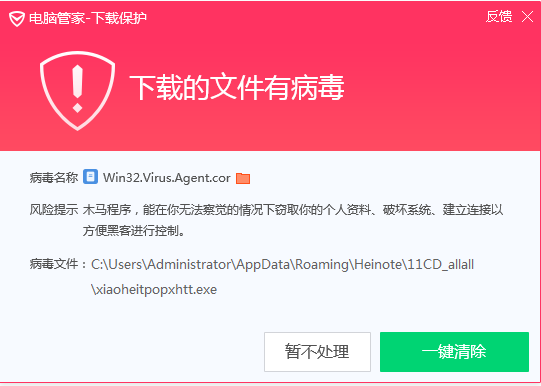 电脑管家-下载保护 反馈
下载的文件有病毒
病毒名称 Win32.Virus.Agent.cor
风险提示 木马程序，能在你无法察觉的情况下窃取你的个人资料、破坏系统、建立连接以
方便黑客进行控制。
病毒文件： C:\Users\Administrator\AppData\Roaming\Heinote\11CD_allall
\xiaoheitpopxhtt.exe
暂不处理 一键清除